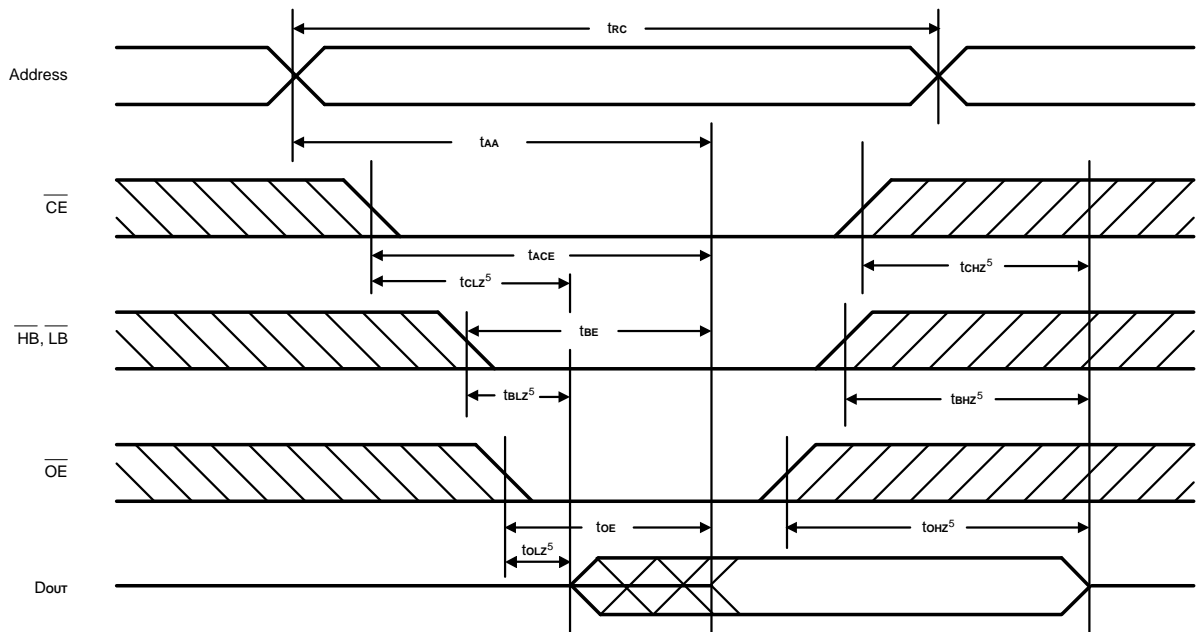 tRC
Address
tAA
CE
tACE
tCLZ5
tCHZ5
HB, LB
tBE
tBLZ5
tBHZ5
OE
tOE
tOHZ5
tOLZ5
DOUT